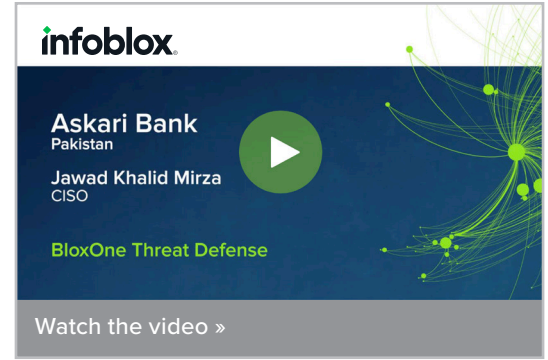 infoblox®
Askari Bank
Pakistan
Jawad Khalid Mirza
CISO
BloxOne Threat Defense
Watch the video »